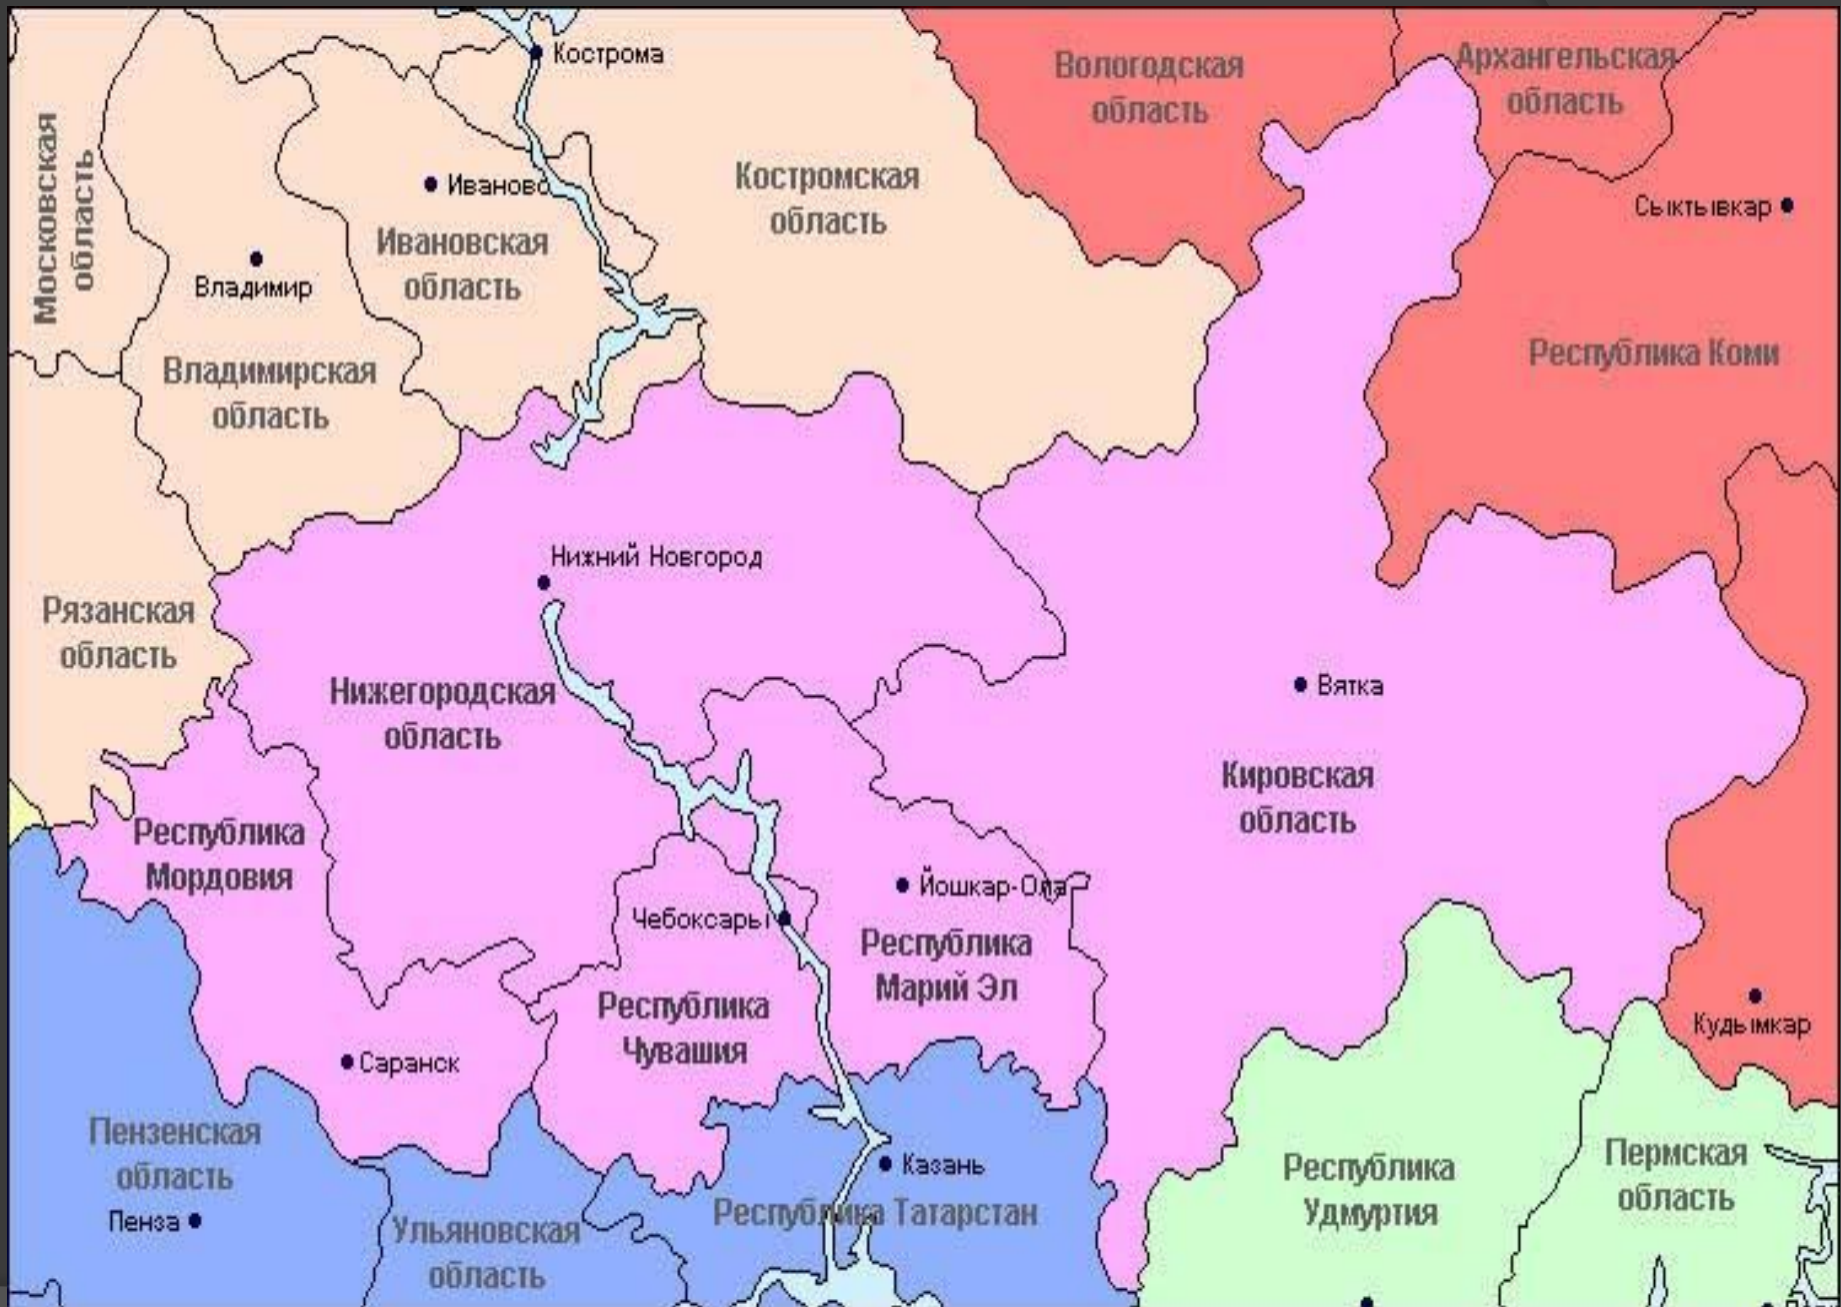 Кострома
Вологодская
область
Архангельская
область
Московская
область
Иваново
Костромская
область
Сыктывкар
Ивановская
область
Владимир
Владимирская
область
Республика Коми
Нижний Новгород
Рязанская
область
Нижегородская
область
Вятка
Кировская
область
Республика
Мордовия
Йошкар-Ола
Чебоксары
Республика
Марий Эл
Республика
Чувашия
Кудымкар
Саранск
Пензенская
область
Пенза
Ульяновская
область
Казань
Республика Татарстан
Республика
Удмуртия
Пермская
область